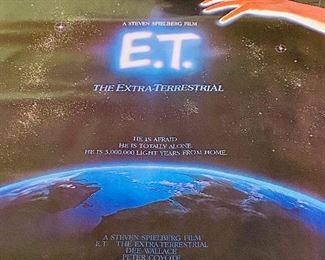 A STEVEN SPIELBERG FILM
E.T.
THE EXTRA-TERRESTRIAL
HE IS AFRAID.
HE IS TOTALLY ALONE.
HE IS 3,000,000 LIGHT YEARS FROM HOME.
A STEVEN SPIELBERG FILM
E.T. THE EXTRA-TERRESTRIAL
DEE WALLACE
PETER COYOTE